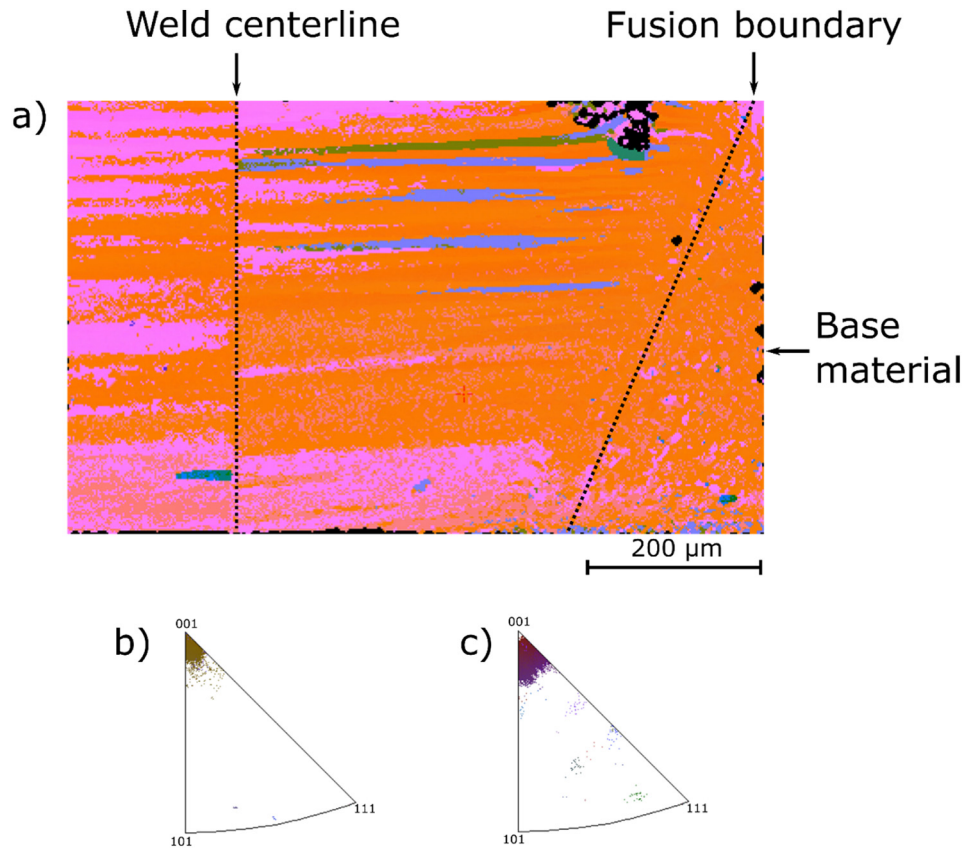 Weld centerline
Fusion boundary
a)
Base
material
200 μm
b)
001
101
111
c)
001
101
111